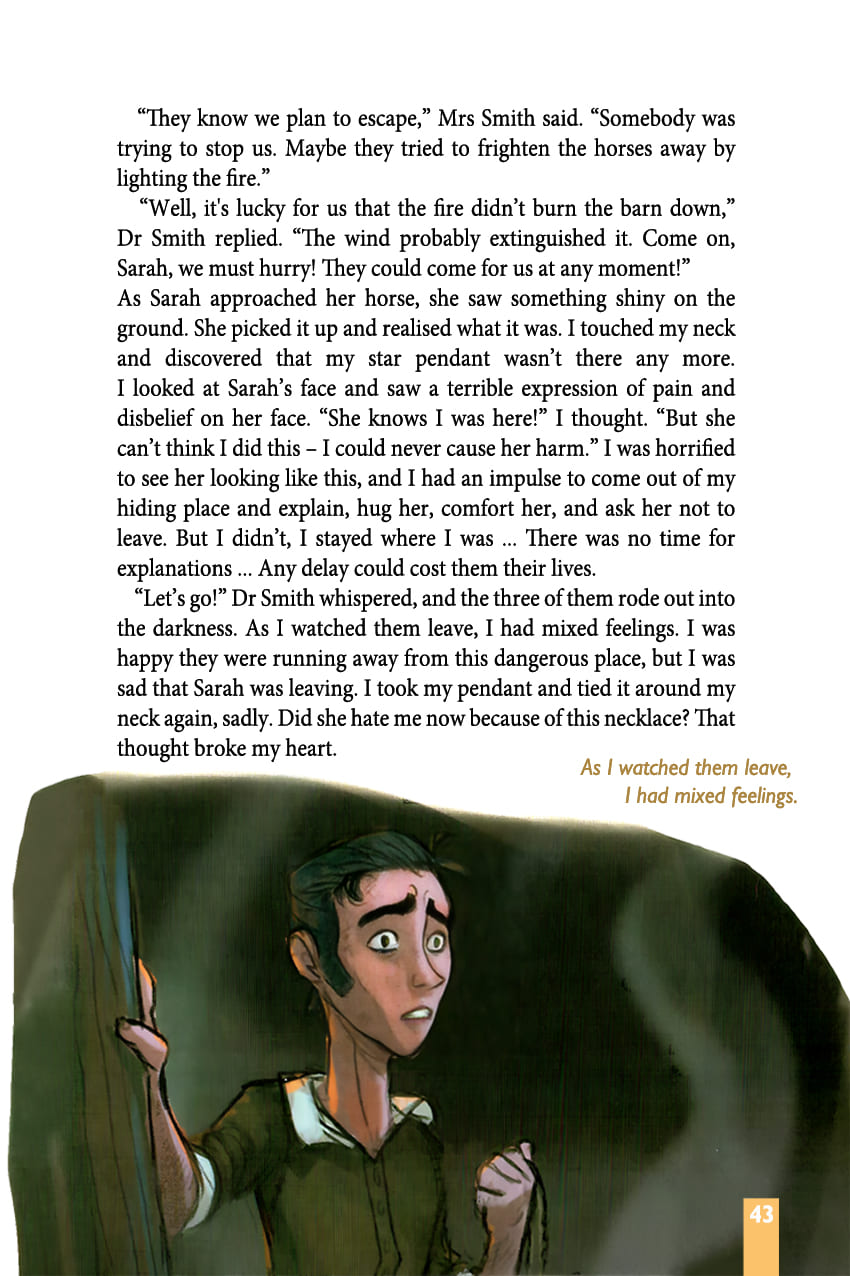 “They know we plan to escape,” Mrs Smith said. “Somebody was
trying to stop us. Maybe they tried to frighten the horses away by
lighting the fire.”
“Well, it's lucky for us that the fire didn’t burn the barn down,”
Dr Smith replied. “The wind probably extinguished it. Come on,
Sarah, we must hurry! They could come for us at any moment!”
As Sarah approached her horse, she saw something shiny on the
ground. She picked it up and realised what it was. I touched my neck
and discovered that my star pendant wasn’t there any more.
I looked at Sarah’s face and saw a terrible expression of pain and
disbelief on her face. “She knows I was here!” I thought. “But she
can’t think I did this – I could never cause her harm.” I was horrified
to see her looking like this, and I had an impulse to come out of my
hiding place and explain, hug her, comfort her, and ask her not to
leave. But I didn’t, I stayed where I was ... There was no time for
explanations ... Any delay could cost them their lives.
“Let’s go!” Dr Smith whispered, and the three of them rode out into
the darkness. As I watched them leave, I had mixed feelings. I was
happy they were running away from this dangerous place, but I was
sad that Sarah was leaving. I took my pendant and tied it around my
neck again, sadly. Did she hate me now because of this necklace? That
thought broke my heart.
As I watched them leave,
I had mixed feelings.
43